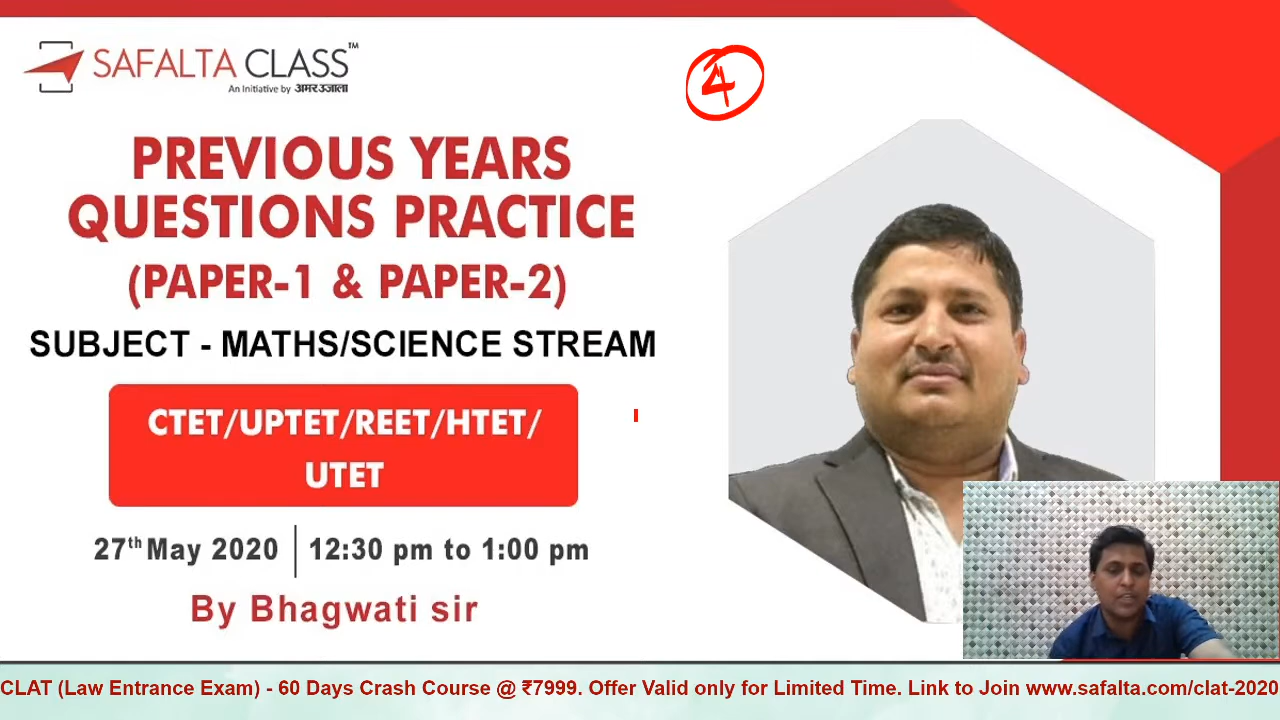 SAFALTA CLASS™
An Initiative by अमर उजाला
4
PREVIOUS YEARS
QUESTIONS PRACTICE
(PAPER-1 & PAPER-2)
SUBJECT - MATHS/SCIENCE STREAM
CTET/UPTET/REET/HTET/
UTET
27th May 2020 | 12:30 pm to 1:00 pm
By Bhagwati sir
CLAT (Law Entrance Exam) - 60 Days Crash Course @ ₹7999. Offer Valid only for Limited Time. Link to Join www.safalta.com/clat-2020